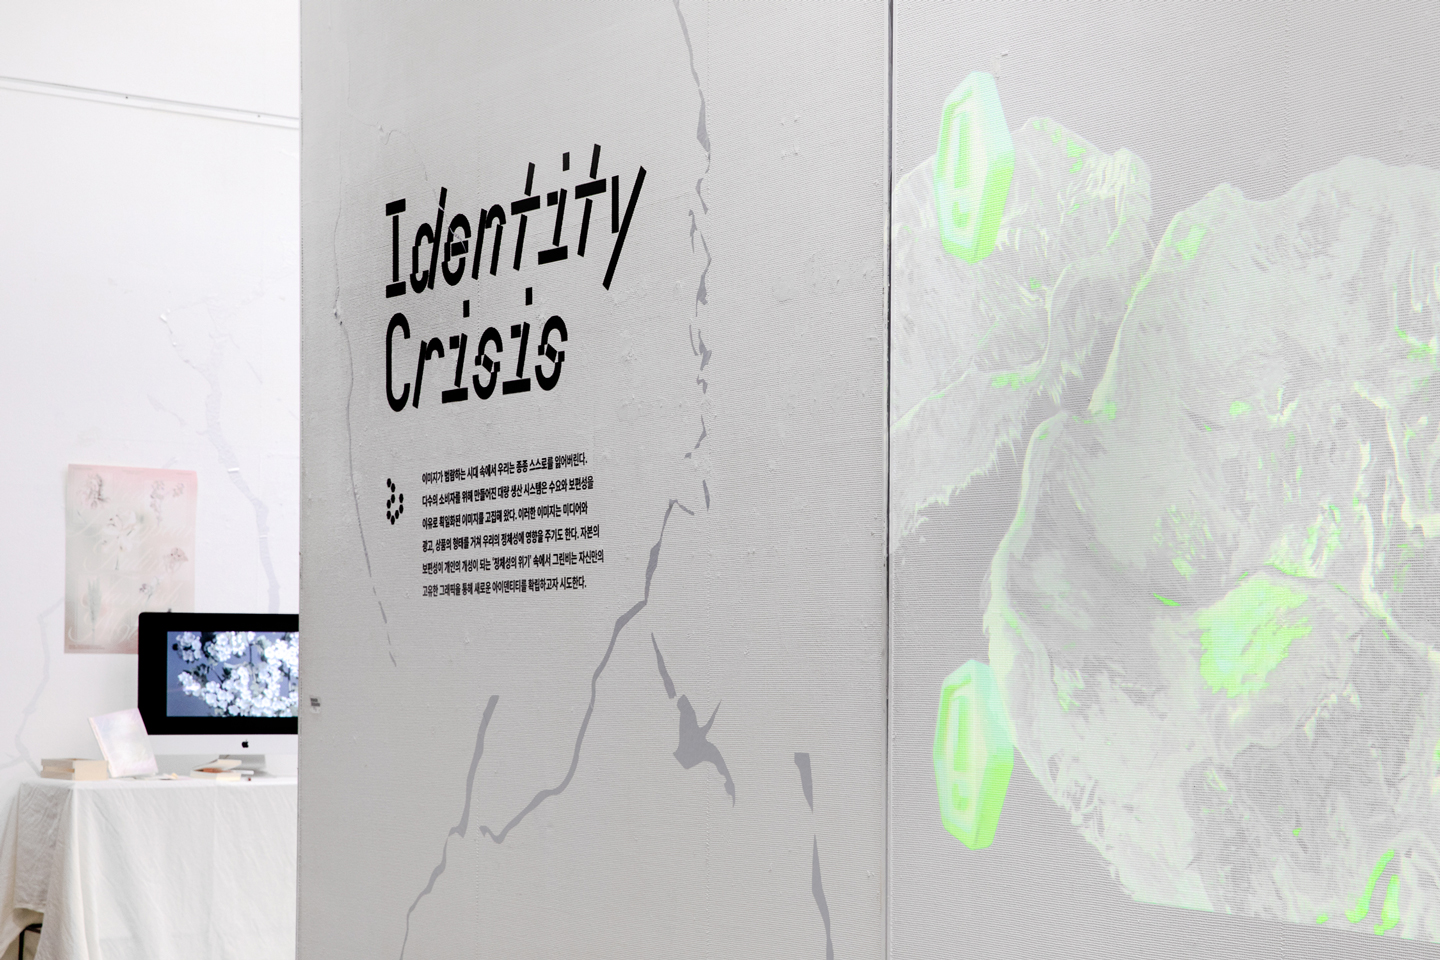 Identity
Crisis
이미지가 범람하는 시대 속에서 우리는 종종 스스로를 잃어버린다.
다수의 소비자를 위해 만들어진 대량 생산 시스템은 수요와 보편성을
이유로 획일화된 이미지를 고집해 왔다. 이러한 이미지는 미디어와
광고, 상품의 형태를 거쳐 우리의 정체성에 영향을 주기도 한다. 자본의
보편성이 개인의 개성이 되는 '정체성의 위기' 속에서 그린비는 자신만의
고유한 그래픽을 통해 새로운 아이덴티티를 확립하고자 시도한다.